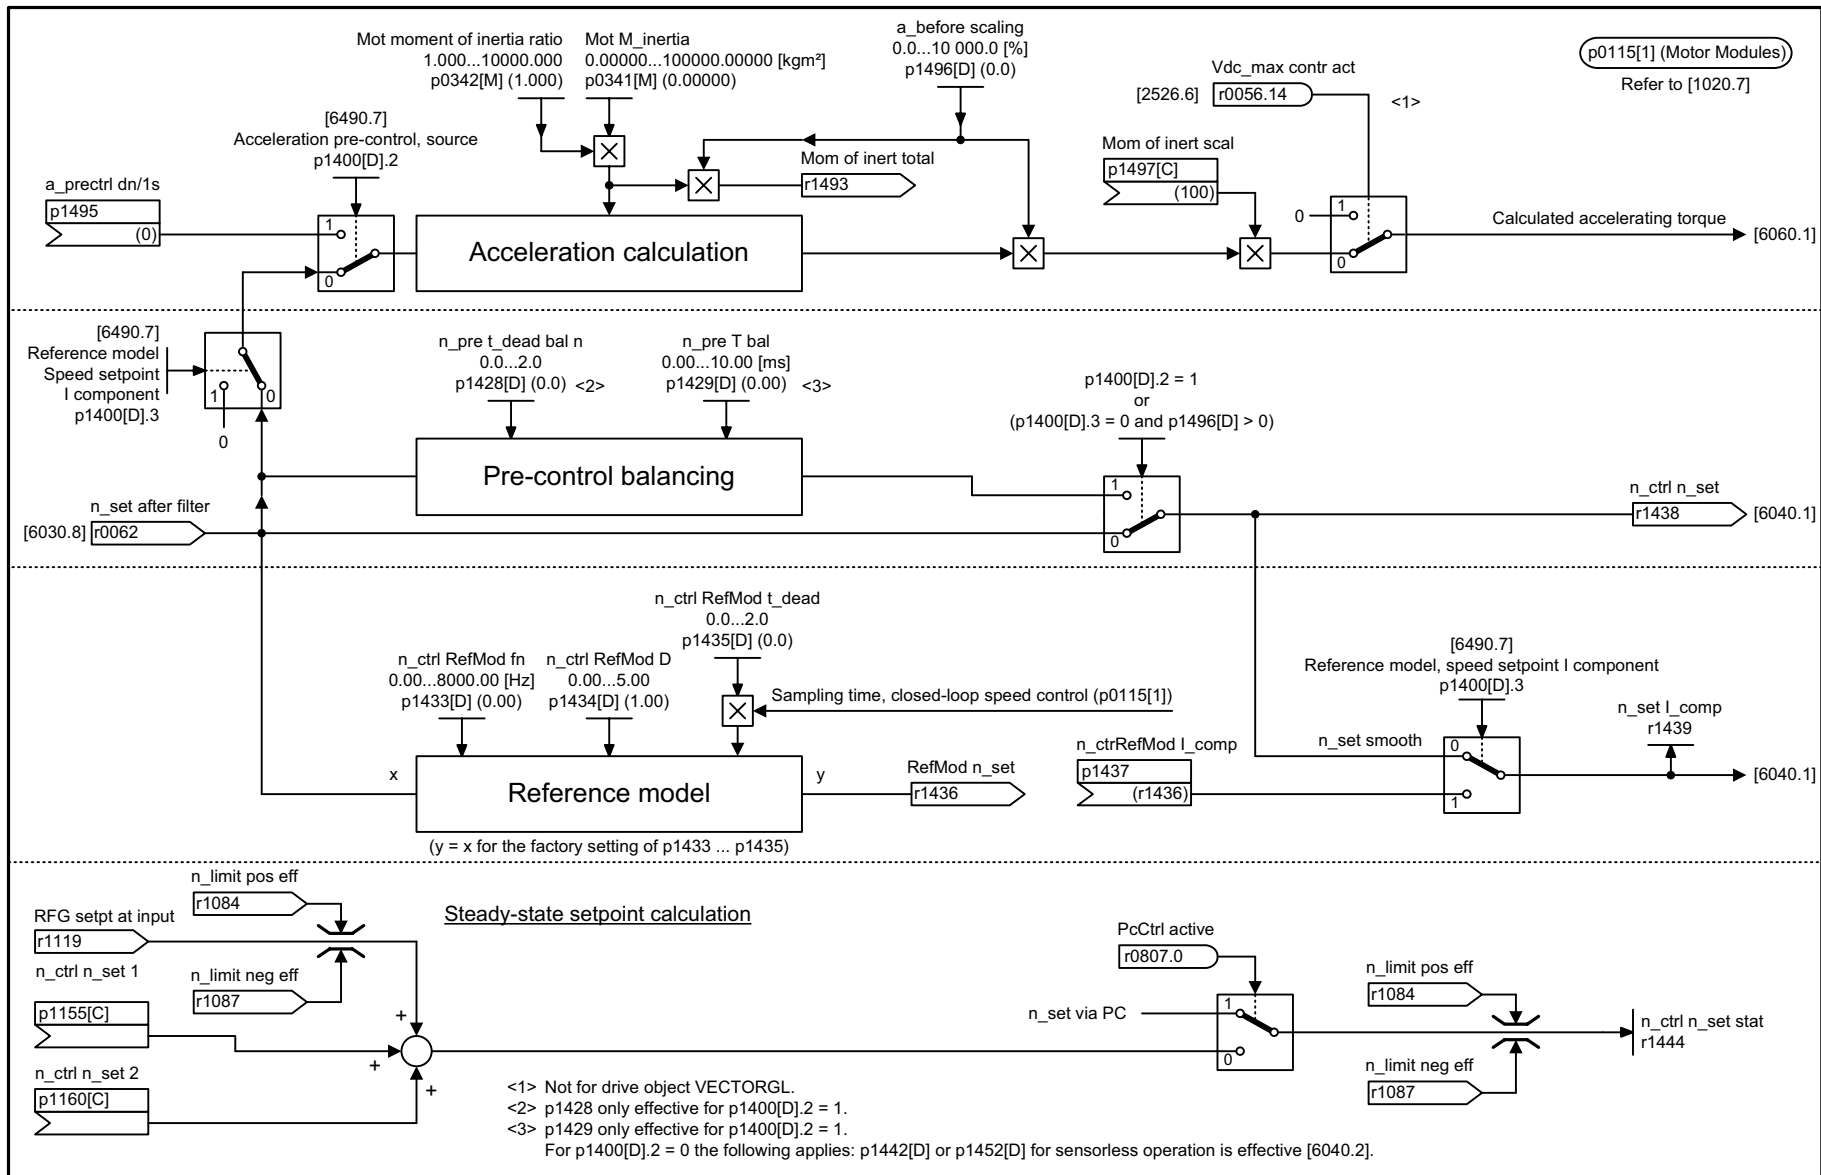 Mot moment of inertia ratio
1.000...10000.000
p0342[M] (1.000)
Mot M_inertia
0.00000...100000.00000 [kgm²]
p0341[M] (0.00000)
a_before scaling
0.0...10 000.0 [%]
p1496[D] (0.0)
Vdc_max contr act
[2526.6]
r0056.14
<1>
p0115[1] (Motor Modules)
Refer to [1020.7]
[6490.7]
Acceleration pre-control, source
p1400[D].2
Mom of inert total
r1493
Mom of inert scal
p1497[C]
(100)
a_prectrl dn/1s
p1495
(0)
1
0
Acceleration calculation
0
1
0
Calculated accelerating torque
[6060.1]
[6490.7]
Reference model
Speed setpoint
I component
p1400[D].3
1
0
0
n_pre t_dead bal n
0.0...2.0
p1428[D] (0.0)
<2>
n_pre T bal
0.00...10.00 [ms]
p1429[D] (0.00)
<3>
p1400[D].2 = 1
or
(p1400[D].3 = 0 and p1496[D] > 0)
Pre-control balancing
1
0
n_set after filter
[6030.8]
r0062
n_ctrl n_set
r1438
[6040.1]
n_ctrl RefMod t_dead
0.0...2.0
p1435[D] (0.0)
n_ctrl RefMod fn
0.00...8000.00 [Hz]
p1433[D] (0.00)
n_ctrl RefMod D
0.00...5.00
p1434[D] (1.00)
Sampling time, closed-loop speed control (p0115[1])
[6490.7]
Reference model, speed setpoint I component
p1400[D].3
n_set I_comp
r1439
x
Reference model
y
RefMod n_set
r1436
n_ctrRefMod I_comp
p1437
(r1436)
n_set smooth
0
1
[6040.1]
(y = x for the factory setting of p1433 ... p1435)
n_limit pos eff
r1084
RFG setpt at input
r1119
Steady-state setpoint calculation
n_limit neg eff
r1087
n_ctrl n_set 1
p1155[C]
n_ctrl n_set 2
p1160[C]
+
+
+
PcCtrl active
r0807.0
n_set via PC
1
0
n_limit pos eff
r1084
n_limit neg eff
r1087
n_ctrl n_set stat
r1444
<1> Not for drive object VECTORGL.
<2> p1428 only effective for p1400[D].2 = 1.
<3> p1429 only effective for p1400[D].2 = 1.
For p1400[D].2 = 0 the following applies: p1442[D] or p1452[D] for sensorless operation is effective [6040.2].